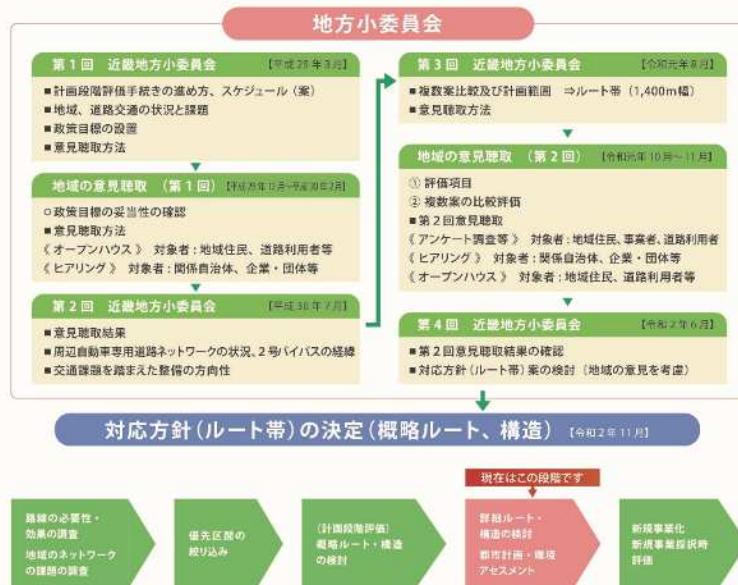 地方小委員会
第1回　近畿地方小委員会
■計画段階評価手続きの進め方、スケジュール(案)
■地域、道路交通の状況と課題
■政策目標の設置
■意見聴取方法
地域の意見聴取　(第1回)　【平成29年12月～平成30年2月】
○政策目標の妥当性の確認
■意見聴取方法
《オープンハウス》　対象者：地域住民、道路利用者等
《ヒアリング》　対象者：関係自治体、企業・団体等
第2回　近畿地方小委員会　【平成30年7月】
■意見聴取結果
■周辺自動車専用道路ネットワークの状況、2号バイパスの経緯
■交通課題を踏まえた整備の方向性
第3回　近畿地方小委員会　【令和元年8月】
■複数案比較及び計画範囲　⇒ルート帯(1,400m幅)
■意見聴取方法
地域の意見聴取　(第2回)　【令和元年10月～11月】
① 評価項目
② 複数案の比較評価
■第2回意見聴取
《アンケート調査等》　対象者：地域住民、事業者、道路利用者
《ヒアリング》　対象者：関係自治体、企業・団体等
《オープンハウス》　対象者：地域住民、道路利用者等
第4回　近畿地方小委員会　【令和2年6月】
■第2回意見聴取結果の確認
■対応方針(ルート帯)案の検討(地域の意見を考慮)
対応方針(ルート帯)の決定(概略ルート、構造)　【令和2年11月】
現在はこの段階です
路線の必要性・
効果の調査
地域のネットワーク
の課題の調査
優先区間の
絞り込み
(計画段階評価)
概略ルート・構造
の検討
詳細ルート・
構造の検討
都市計画・環境
アセスメント
新規事業化
新規事業採択時
評価